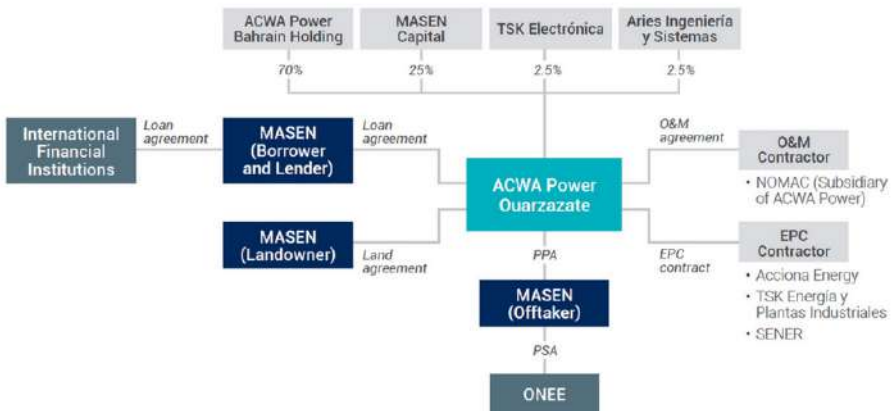 ACWA Power
Bahrain Holding
MASEN
Capital
TSK Electrónica
Aries Ingeniería
y Sistemas
70%
25%
2.5%
2.5%
International
Financial
Institutions
Loan
agreement
MASEN
(Borrower
and Lender)
Loan
agreement
ACWA Power
Ouarzazate
O&M
agreement
O&M
Contractor
• NOMAC (Subsidiary
of ACWA Power)
MASEN
(Landowner)
Land
agreement
PPA
EPC
contract
EPC
Contractor
• Acciona Energy
• TSK Energía y
Plantas Industriales
• SENER
MASEN
(Offtaker)
PSA
ONEE